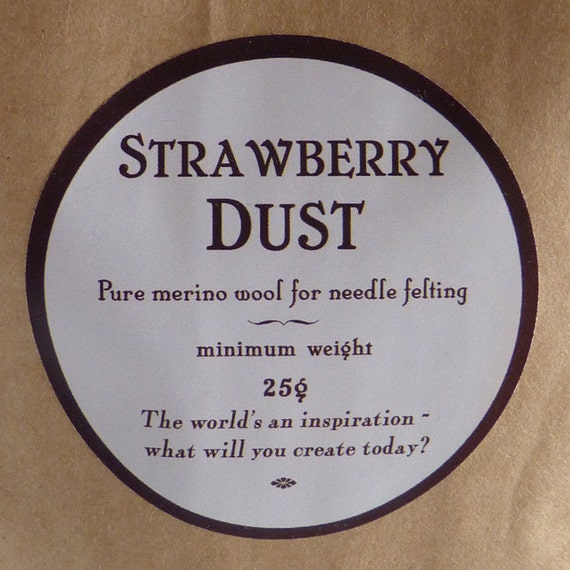 STRAWBERRY
DUST
Pure merino wool for needle felting
minimum weight
25g
The world's an inspiration -
what will you create today?